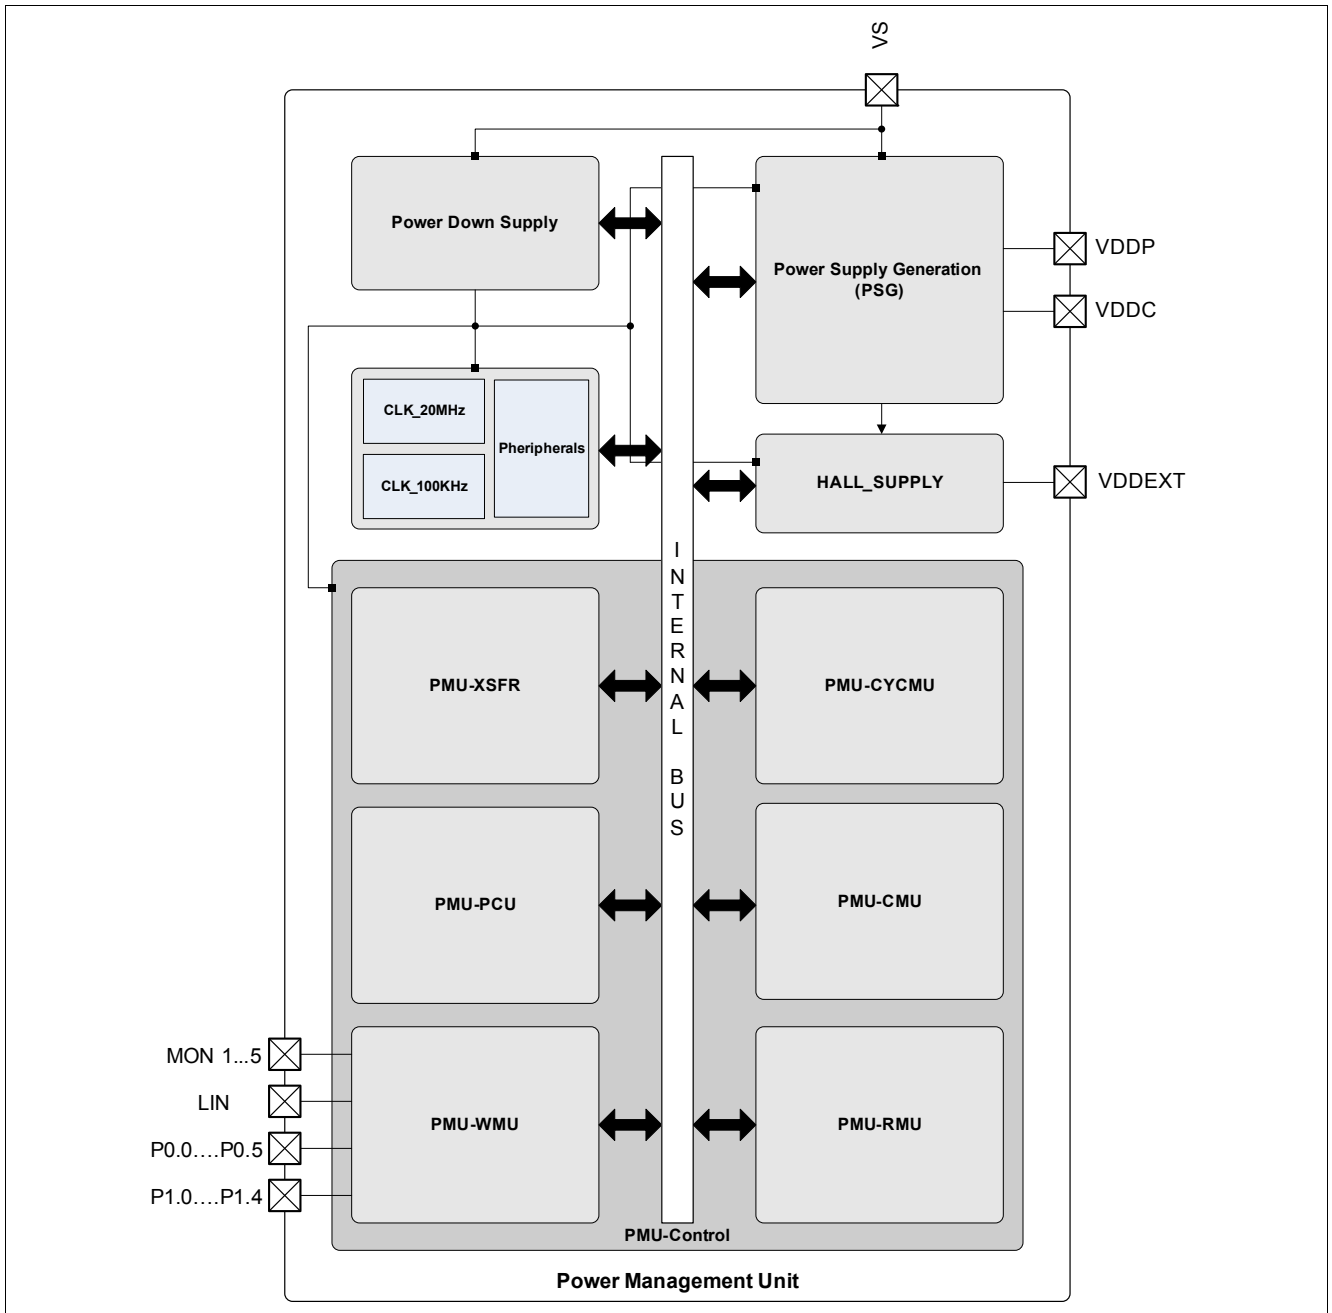 VS
Power Down Supply
Power Supply Generation
(PSG)
VDDP
VDDC
CLK_20MHz
CLK_100KHz
Pheripherals
HALL_SUPPLY
VDDEXT
INTERNAL BUS
PMU-XSFR
PMU-CYCMU
PMU-PCU
PMU-CMU
MON 1...5
LIN
P0.0....P0.5
P1.0....P1.4
PMU-WMU
PMU-RMU
PMU-Control
Power Management Unit